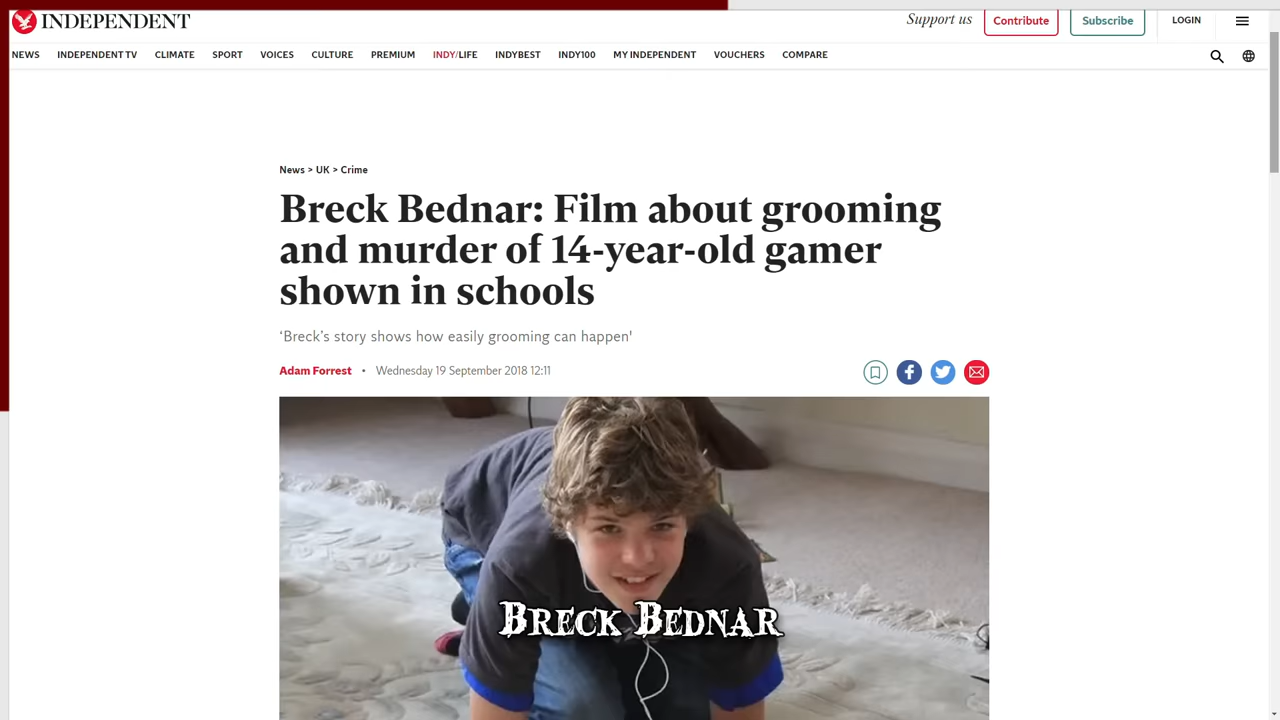 INDEPENDENT
Support us
Contribute
Subscribe
LOGIN
NEWS INDEPENDENT TV CLIMATE SPORT VOICES CULTURE PREMIUM INDY/LIFE INDYBEST INDY100 MY INDEPENDENT VOUCHERS COMPARE
News > UK > Crime
Breck Bednar: Film about grooming
and murder of 14-year-old gamer
shown in schools
‘Breck’s story shows how easily grooming can happen'
Adam Forrest • Wednesday 19 September 2018 12:11
BRECK BEDNAR